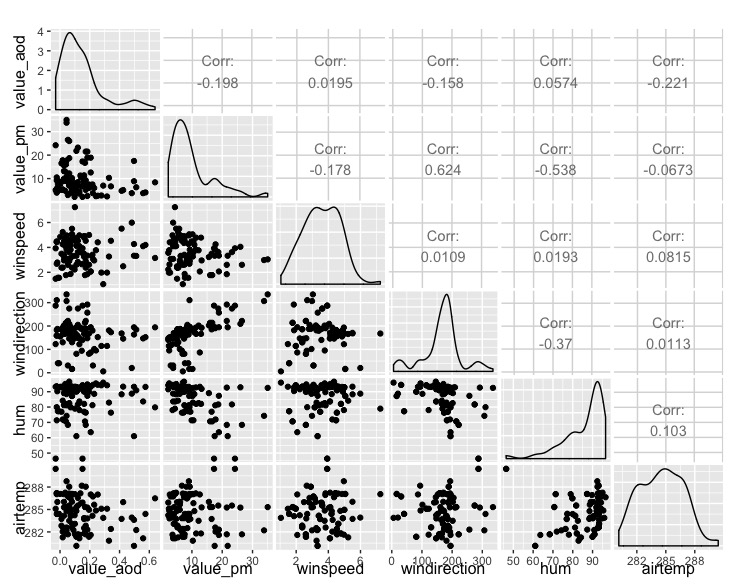 value_aod
4
3
2
1
0
Corr:
-0.198
Corr:
0.0195
Corr:
-0.158
Corr:
0.0574
Corr:
-0.221
value_pm
30
20
10
Corr:
-0.178
Corr:
0.624
Corr:
-0.538
Corr:
-0.0673
winspeed
6
4
2
Corr:
0.0109
Corr:
0.0193
Corr:
0.0815
windirection
300
200
100
0
Corr:
-0.37
Corr:
0.0113
hum
90
80
70
60
50
Corr:
0.103
airtemp
288
285
282
0.0 0.2 0.4 0.6
10 20 30
2 4 6
0 100 200 300
50 60 70 80 90
282 285 288
value_aod value_pm winspeed windirection hum airtemp